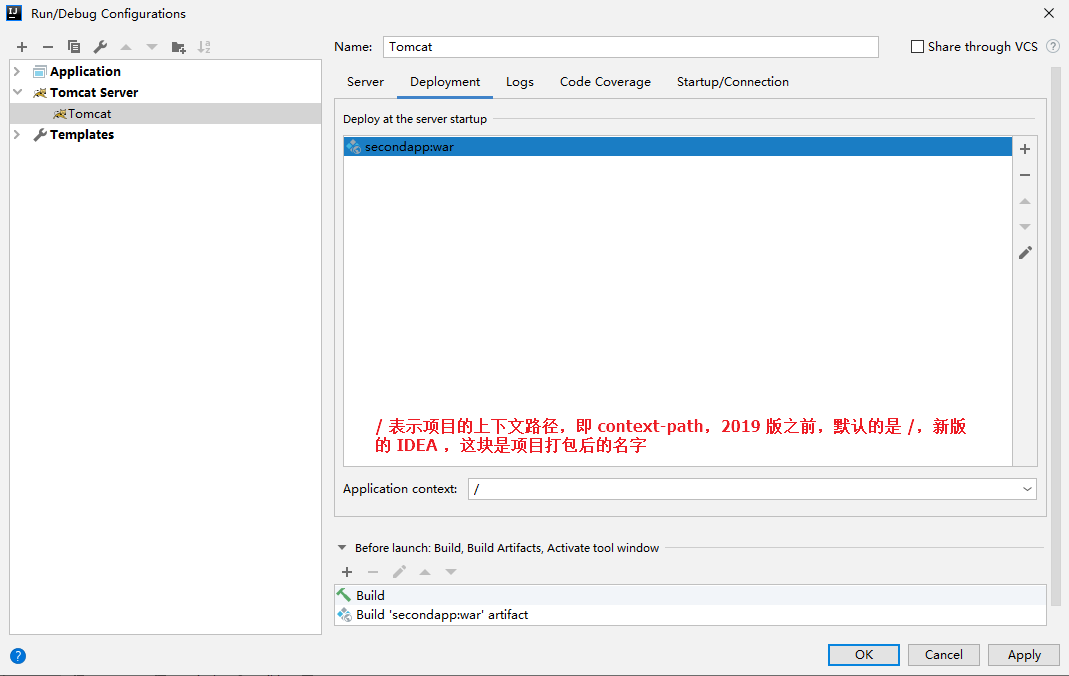 Run/Debug Configurations
Application
Tomcat Server
Tomcat
Templates
Name: Tomcat
Share through VCS ?
Server Deployment Logs Code Coverage Startup/Connection
Deploy at the server startup
secondapp:war
/ 表示项目的上下文路径，即 context-path，2019 版之前，默认的是 /，新版
的 IDEA ，这块是项目打包后的名字
Application context: /
Before launch: Build, Build Artifacts, Activate tool window
Build
Build 'secondapp:war' artifact
? OK Cancel Apply